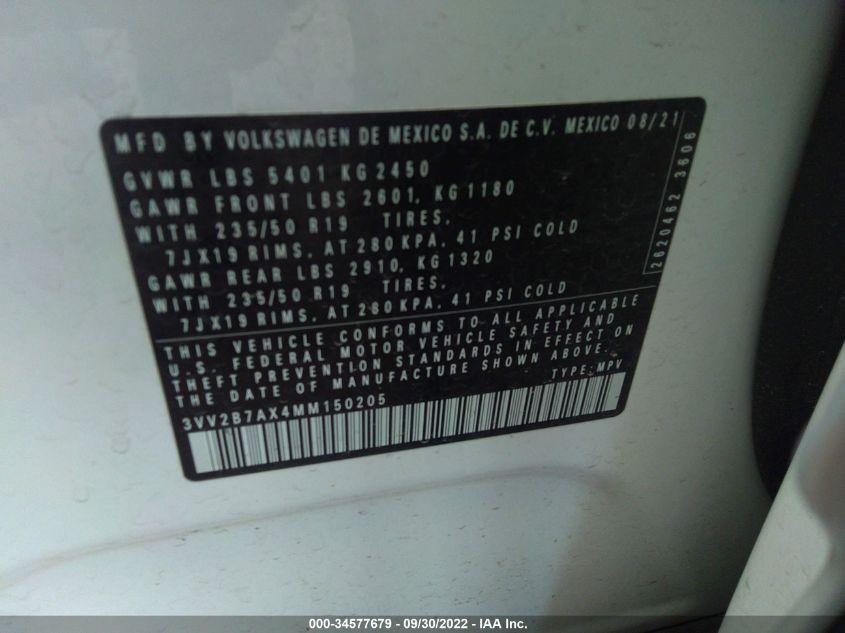 MFD BY VOLKSWAGEN DE MEXICO S.A. DE C.V. MEXICO 08/21
GVWR LBS 5401 KG 2450
GAWR FRONT LBS 2601, KG 1180
WITH 235/50 R19 TIRES,
7JX19 RIMS, AT 280 KPA, 41 PSI COLD
GAWR REAR LBS 2910, KG 1320
WITH 235/50 R19 TIRES,
7JX19 RIMS, AT 280 KPA, 41 PSI COLD
2620462 3606
THIS VEHICLE CONFORMS TO ALL APPLICABLE
U.S. FEDERAL MOTOR VEHICLE SAFETY AND
THEFT PREVENTION STANDARDS IN EFFECT ON
THE DATE OF MANUFACTURE SHOWN ABOVE.
TYPE: MPV
3VV2B7AX4MM150205
000-34577679 - 09/30/2022 - IAA Inc.